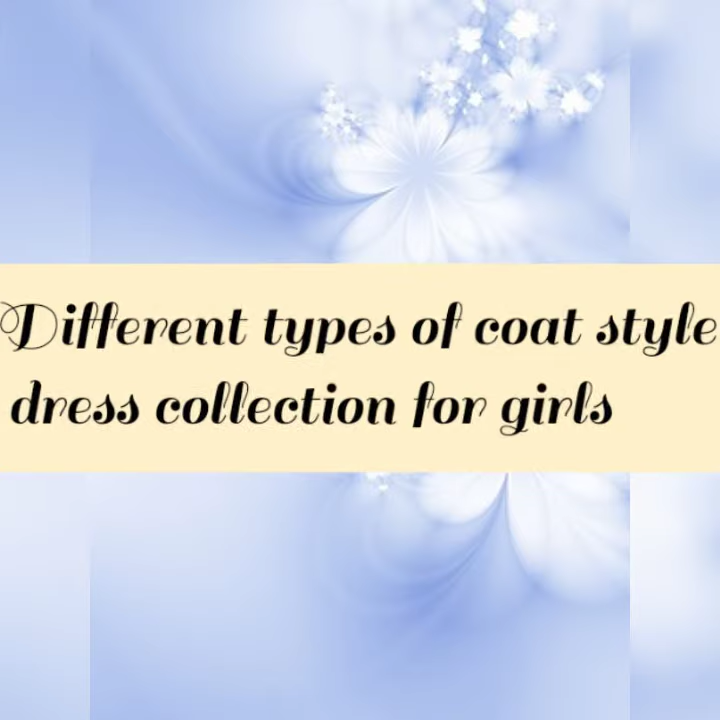 Different types of coat style
dress collection for girls